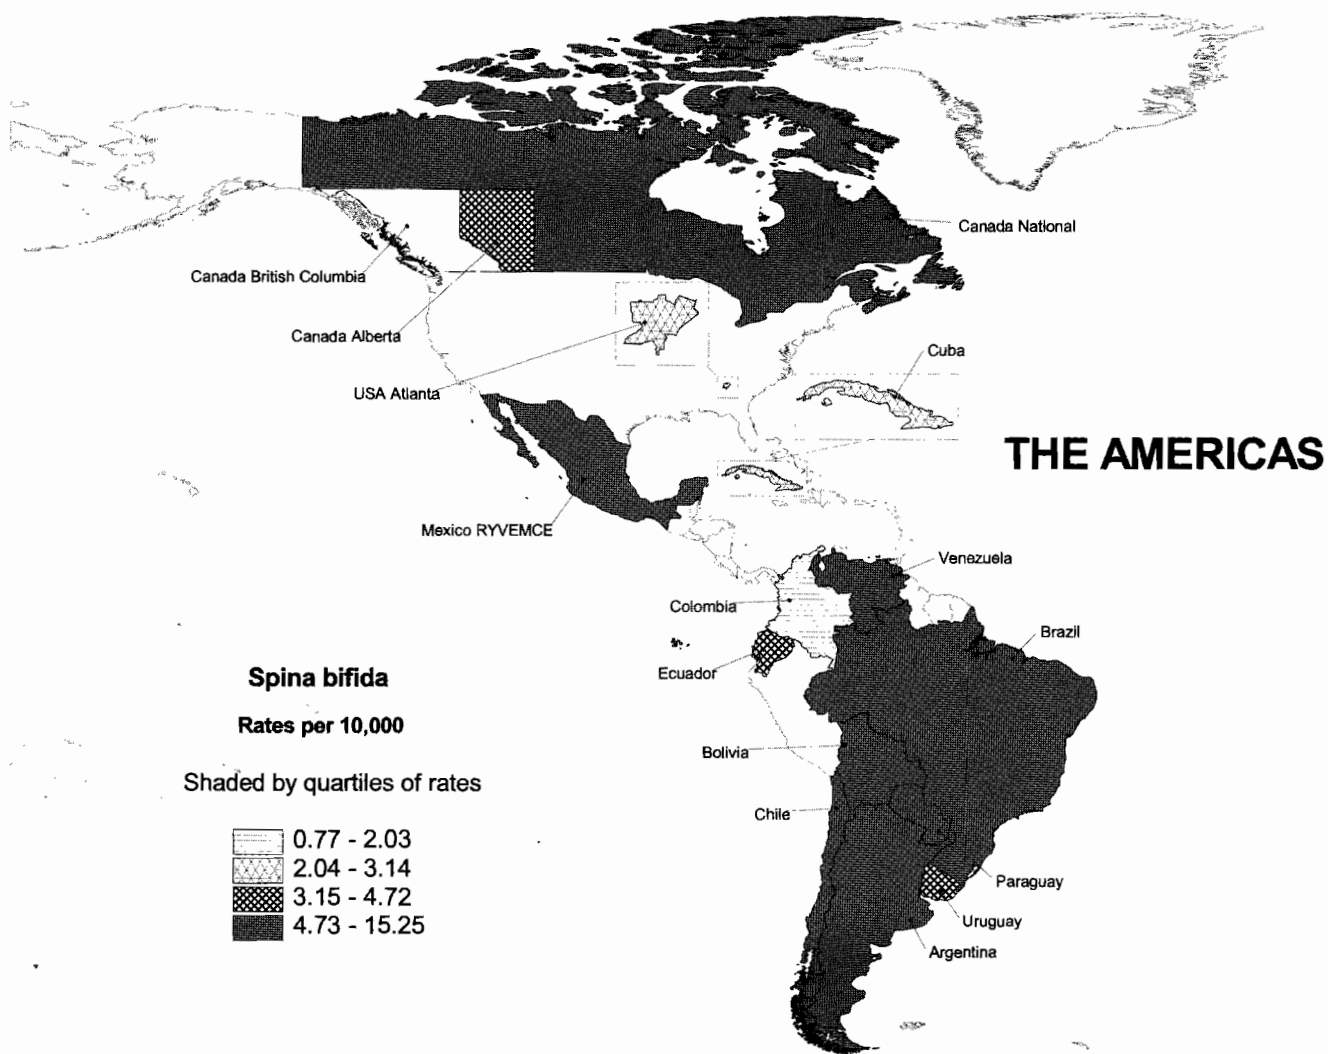 Canada National
Canada British Columbia
Canada Alberta
Cuba
USA Atlanta
THE AMERICAS
Mexico RYVEMCE
Venezuela
Colombia
Brazil
Ecuador
Spina bifida
Rates per 10,000
Bolivia
Shaded by quartiles of rates
Chile
0.77 - 2.03
2.04 - 3.14
3.15 - 4.72
4.73 - 15.25
Paraguay
Uruguay
Argentina